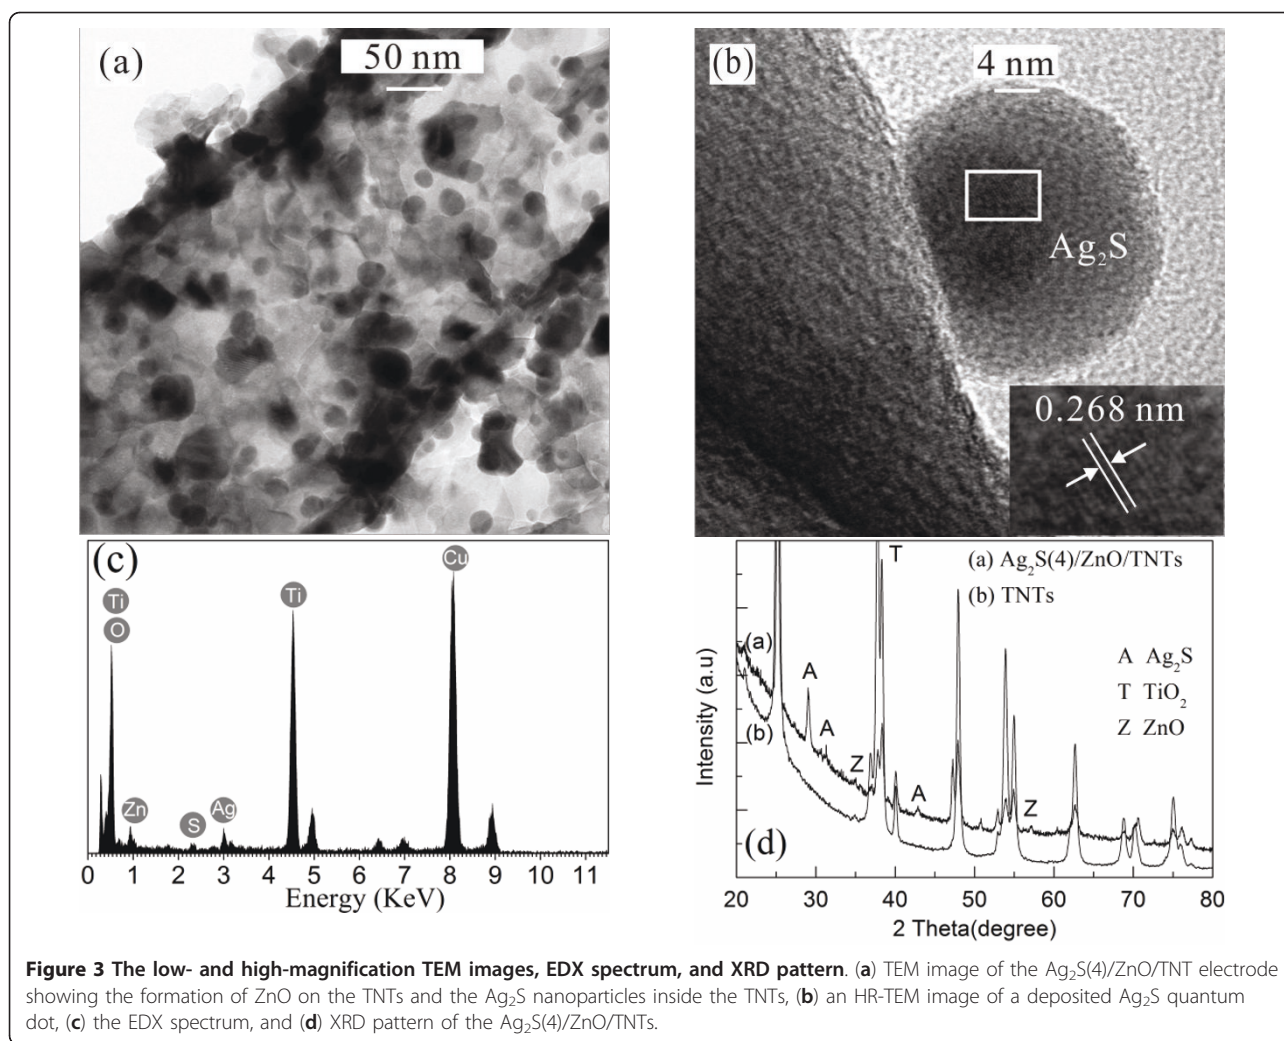 (a)
50 nm
(b)
4 nm
Ag₂S
0.268 nm
(c)
Ti
O
Zn
S
Ag
Ti
Cu
0 1 2 3 4 5 6 7 8 9 10 11
Energy (KeV)
T
(a) Ag₂S(4)/ZnO/TNTs
(b) TNTs
(a)
A
A Ag₂S
T TiO₂
(b)
A
Z ZnO
Z
A
Z
(d)
Intensity (a.u)
20 30 40 50 60 70 80
2 Theta(degree)
Figure 3 The low- and high-magnification TEM images, EDX spectrum, and XRD pattern. (a) TEM image of the Ag₂S(4)/ZnO/TNT electrode
showing the formation of ZnO on the TNTs and the Ag₂S nanoparticles inside the TNTs, (b) an HR-TEM image of a deposited Ag₂S quantum
dot, (c) the EDX spectrum, and (d) XRD pattern of the Ag₂S(4)/ZnO/TNTs.